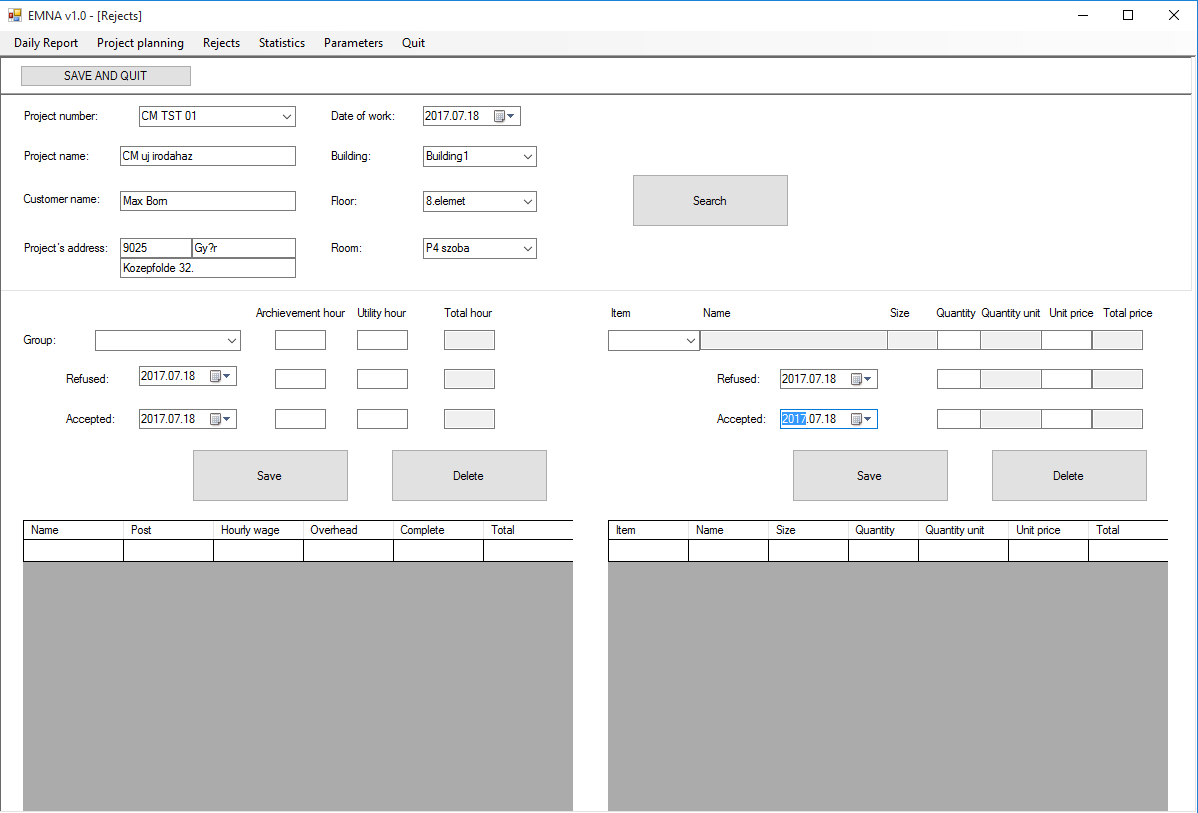 EMNA v1.0 - [Rejects]
Daily Report Project planning Rejects Statistics Parameters Quit
SAVE AND QUIT
Project number: CM TST 01 Date of work: 2017.07.18
Project name: CM uj irodahaz Building: Building1
Customer name: Max Born Floor: 8.elemet Search
Project's address: 9025 Gy?r Room: P4 szoba
Kozepfolde 32.
Archievement hour Utility hour Total hour Item Name Size Quantity Quantity unit Unit price Total price
Group:
Refused: 2017.07.18 Refused: 2017.07.18
Accepted: 2017.07.18 Accepted: 2017.07.18
Save Delete Save Delete
Name Post Hourly wage Overhead Complete Total Item Name Size Quantity Quantity unit Unit price Total